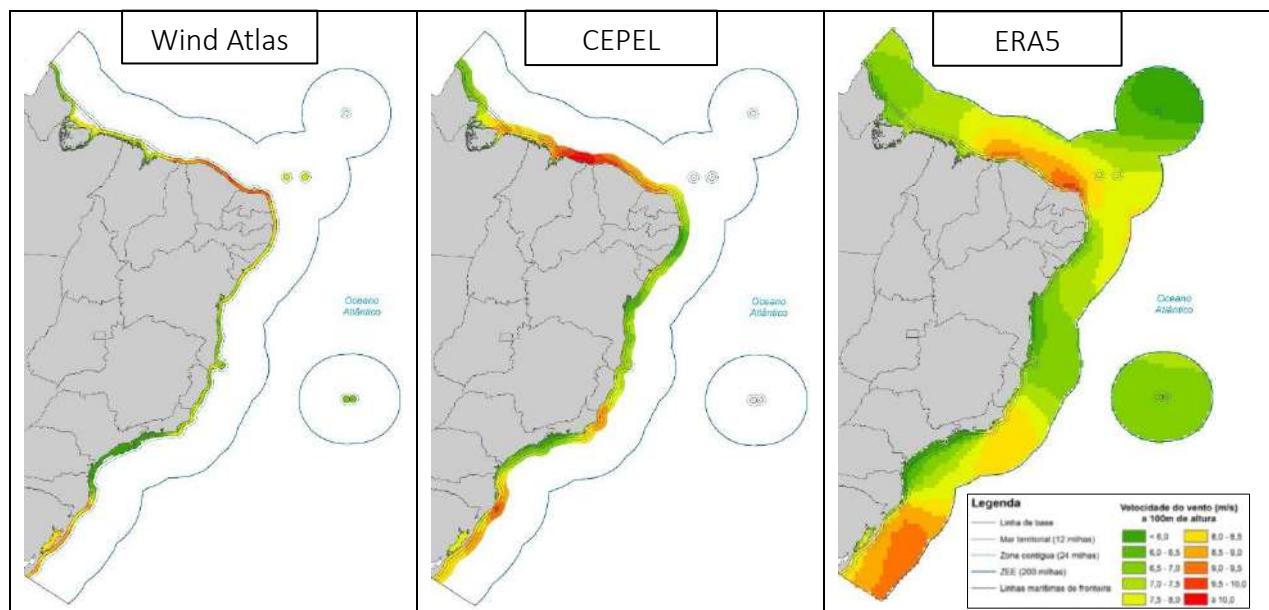 Wind Atlas
CEPEL
ERA5
Oceano
Atlântico
Oceano
Atlântico
Oceano
Atlântico
Legenda
Linha de base
Mar territorial (12 milhas)
Zona contígua (24 milhas)
ZEE (200 milhas)
Linhas marítimas de fronteira
Velocidade do vento (m/s)
a 100m de altura
< 6,0
6,0 - 6,5
6,5 - 7,0
7,0 - 7,5
7,5 - 8,0
8,0 - 8,5
8,5 - 9,0
9,0 - 9,5
9,5 - 10,0
≥ 10,0